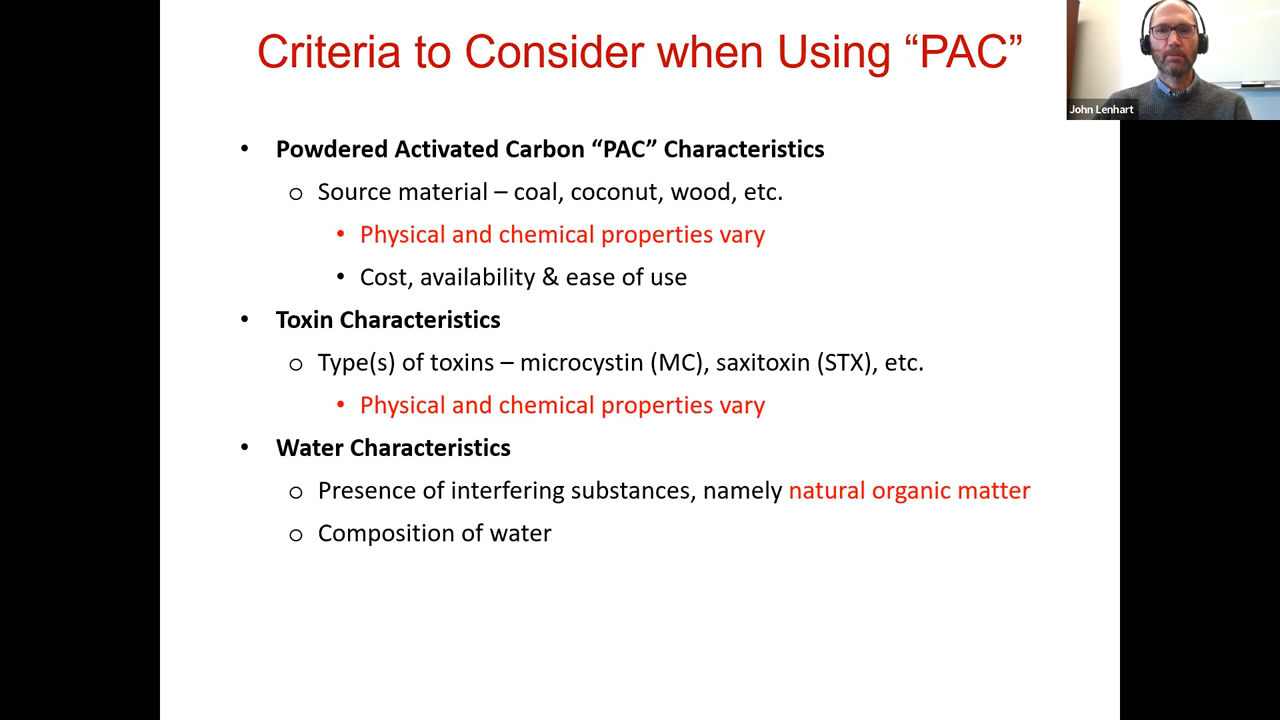 Criteria to Consider when Using “PAC”
John Lenhart
• Powdered Activated Carbon “PAC” Characteristics
o Source material – coal, coconut, wood, etc.
• Physical and chemical properties vary
• Cost, availability & ease of use
• Toxin Characteristics
o Type(s) of toxins – microcystin (MC), saxitoxin (STX), etc.
• Physical and chemical properties vary
• Water Characteristics
o Presence of interfering substances, namely natural organic matter
o Composition of water